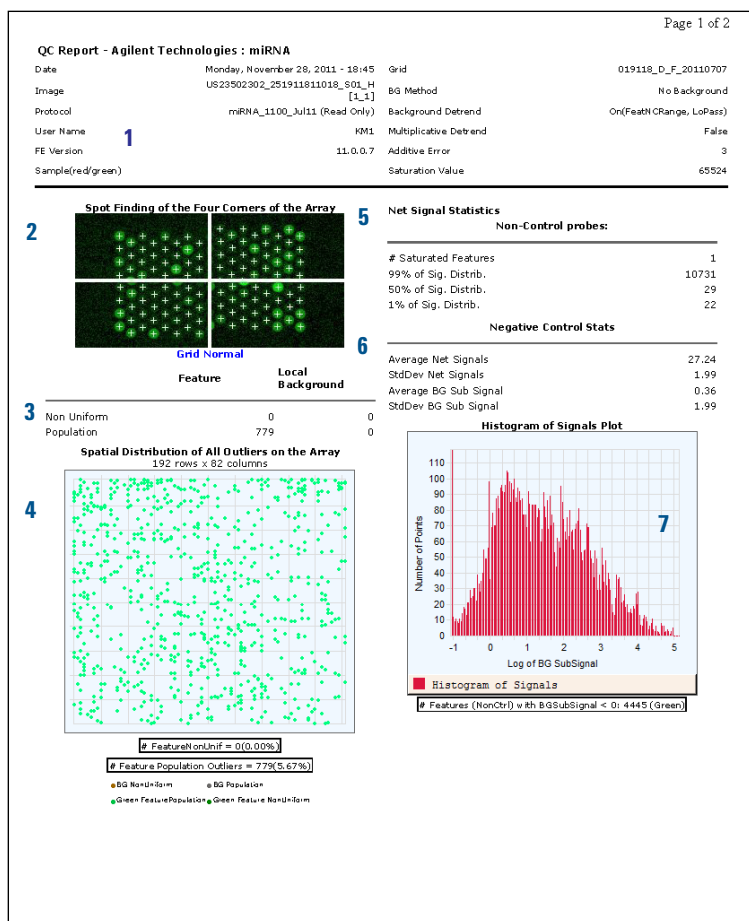 Page 1 of 2
QC Report - Agilent Technologies : miRNA
Date Monday, November 28, 2011 - 18:45
Image US23502302_251911811018_S01_H [1_1]
Protocol miRNA_1100_Jul11 (Read Only)
User Name KM1
FE Version 11.0.0.7
Sample(red/green)
1
Grid 019118_D_F_20110707
BG Method No Background
Background Detrend On(FeatNCRange, LoPass)
Multiplicative Detrend False
Additive Error 3
Saturation Value 65524
2
Spot Finding of the Four Corners of the Array
Grid Normal
Feature Local Background
3
Non Uniform 0 0
Population 779 0
Spatial Distribution of All Outliers on the Array
192 rows x 82 columns
4
# FeatureNonUnif = 0(0.00%)
# Feature Population Outliers = 779(5.67%)
BG NonUniform BG Population
Green FeaturePopulation Green Feature NonUniform
5
Net Signal Statistics
Non-Control probes:
# Saturated Features 1
99% of Sig. Distrib. 10731
50% of Sig. Distrib. 29
1% of Sig. Distrib. 22
6
Negative Control Stats
Average Net Signals 27.24
StdDev Net Signals 1.99
Average BG Sub Signal 0.36
StdDev BG Sub Signal 1.99
Histogram of Signals Plot
7
Number of Points
110
100
90
80
70
60
50
40
30
20
10
0
-1 0 1 2 3 4 5
Log of BG SubSignal
Histogram of Signals
# Features (NonCtrl) with BGSubSignal < 0: 4445 (Green)